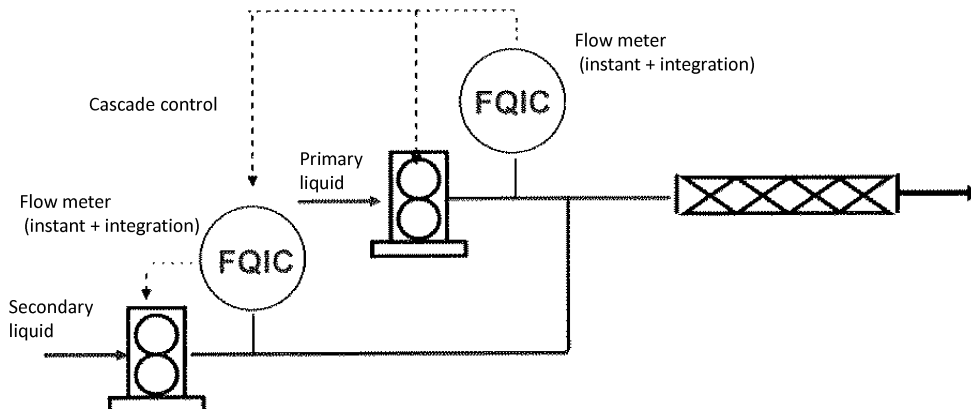 Flow meter
(instant + integration)
FQIC
Cascade control
Primary
liquid
Flow meter
(instant + integration)
FQIC
Secondary
liquid